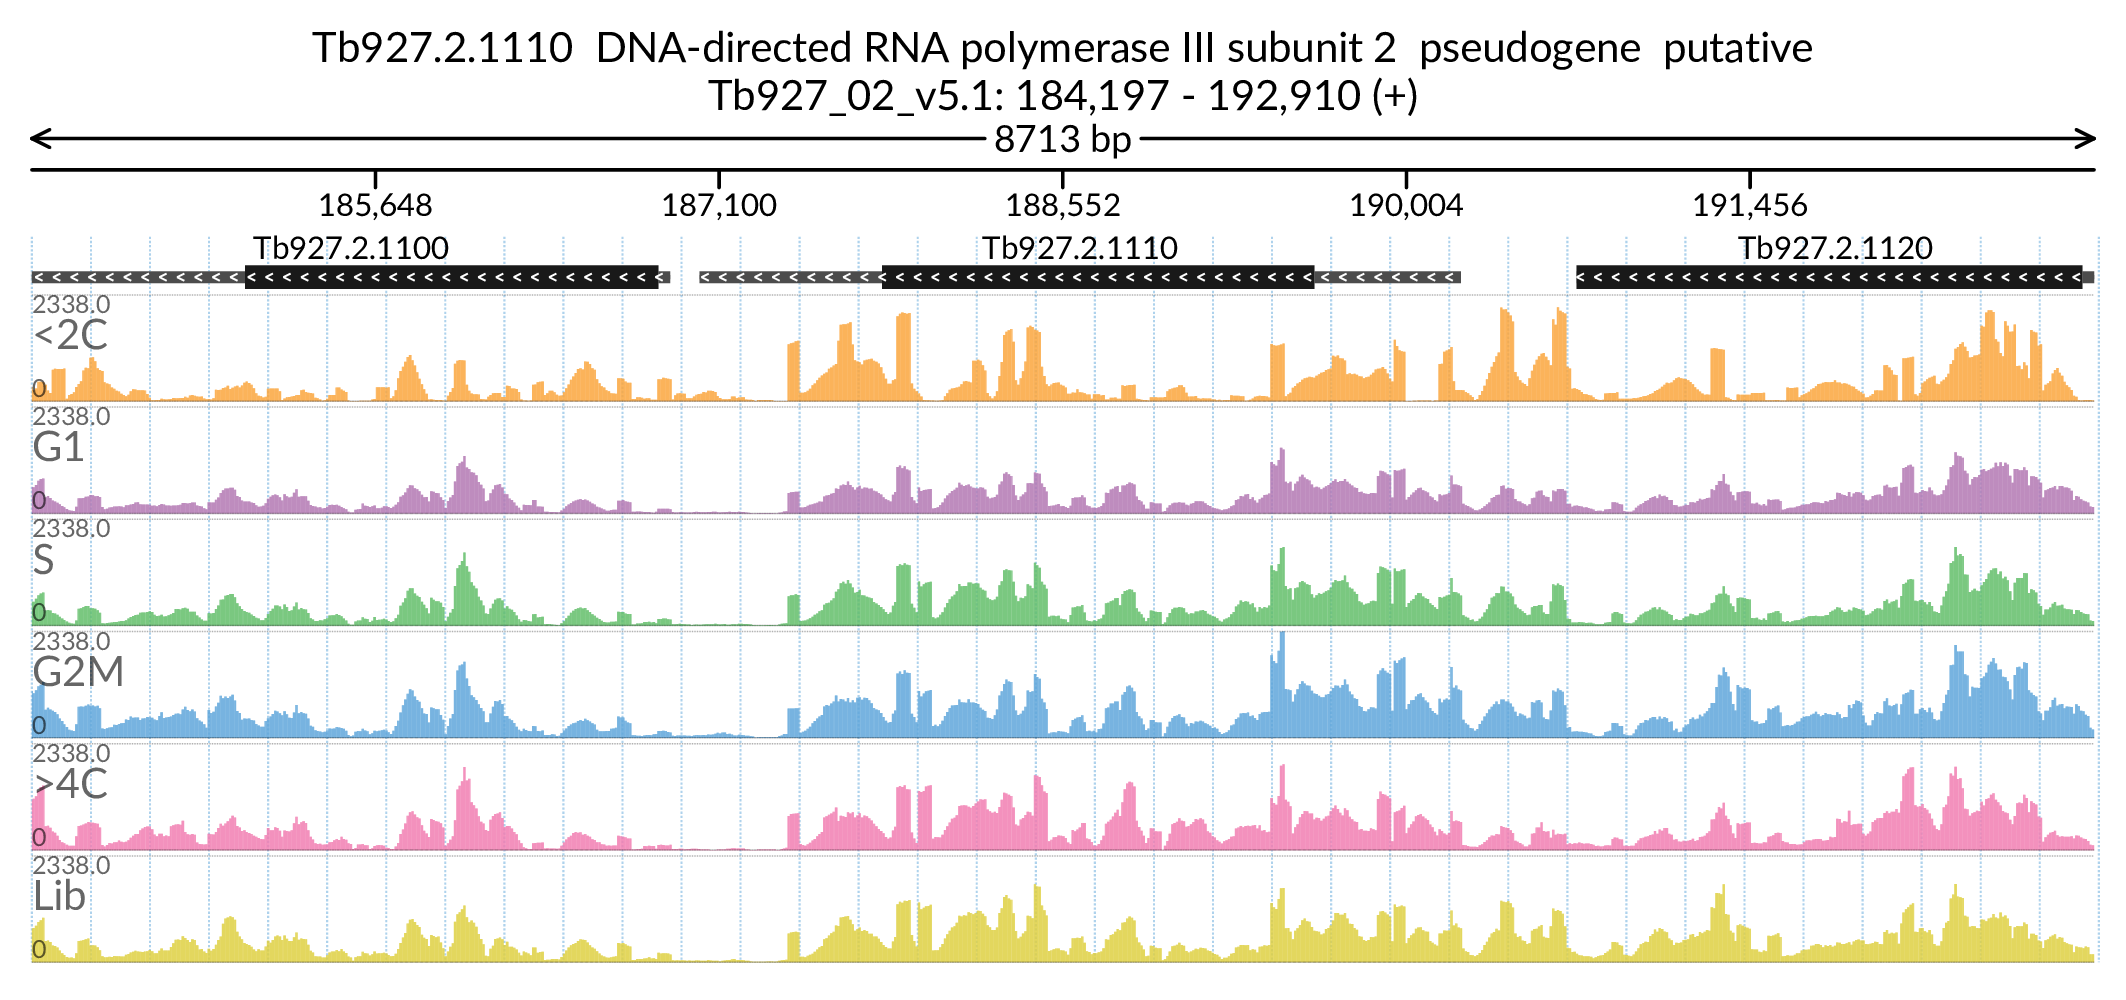 Tb927.2.1110  DNA-directed RNA polymerase III subunit 2  pseudogene  putative
Tb927_02_v5.1: 184,197 - 192,910 (+)
8713 bp
185,648 187,100 188,552 190,004 191,456
Tb927.2.1100 Tb927.2.1110 Tb927.2.1120
2338.0
<2C
0
2338.0
G1
0
2338.0
S
0
2338.0
G2M
0
2338.0
>4C
0
2338.0
Lib
0